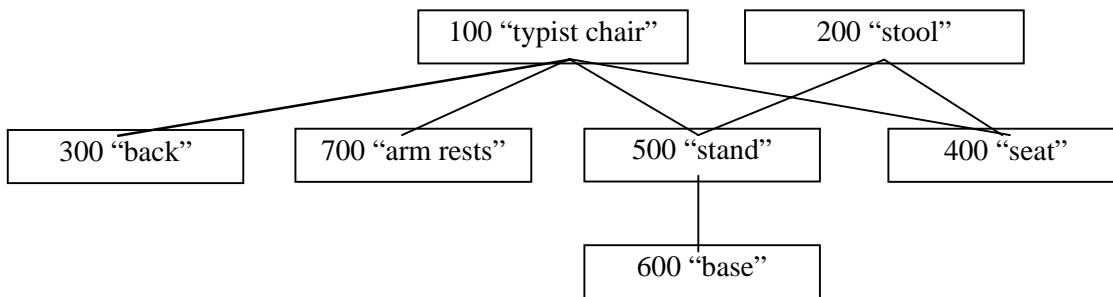 100 “typist chair”
200 “stool”
300 “back”
700 “arm rests”
500 “stand”
400 “seat”
600 “base”